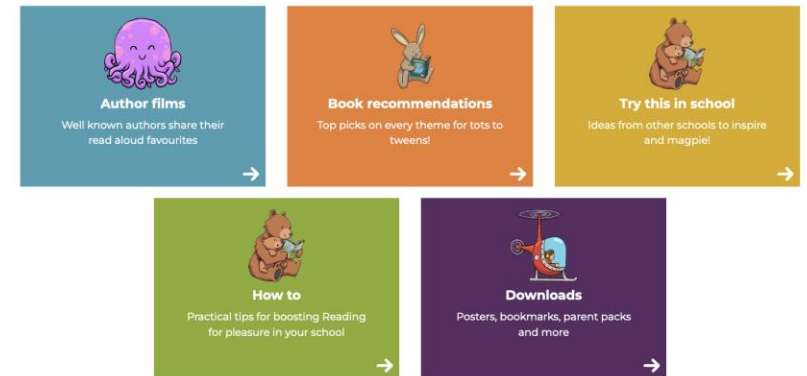 Author films
Well known authors share their
read aloud favourites
Book recommendations
Top picks on every theme for tots to
tweens!
Try this in school
Ideas from other schools to inspire
and magpie!
How to
Practical tips for boosting Reading
for pleasure in your school
Downloads
Posters, bookmarks, parent packs
and more